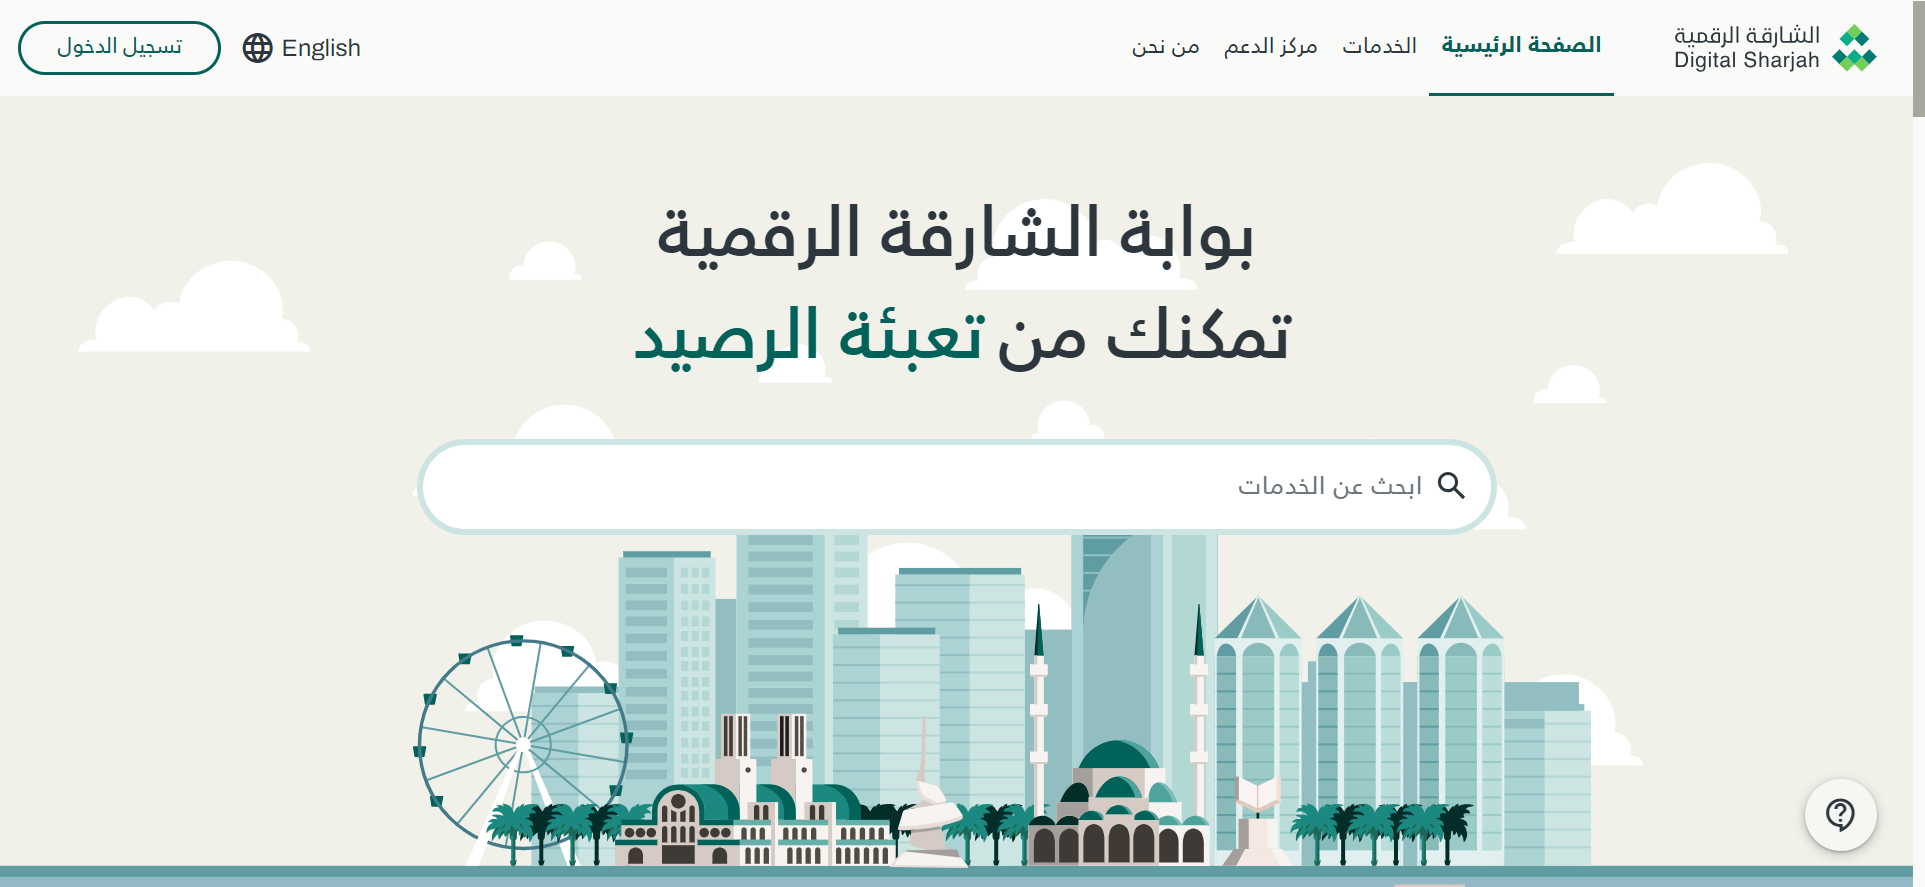 الشارقة الرقمية
Digital Sharjah
الصفحة الرئيسية
الخدمات
مركز الدعم
من نحن
English
تسجيل الدخول
بوابة الشارقة الرقمية
تمكنك من تعبئة الرصيد
ابحث عن الخدمات